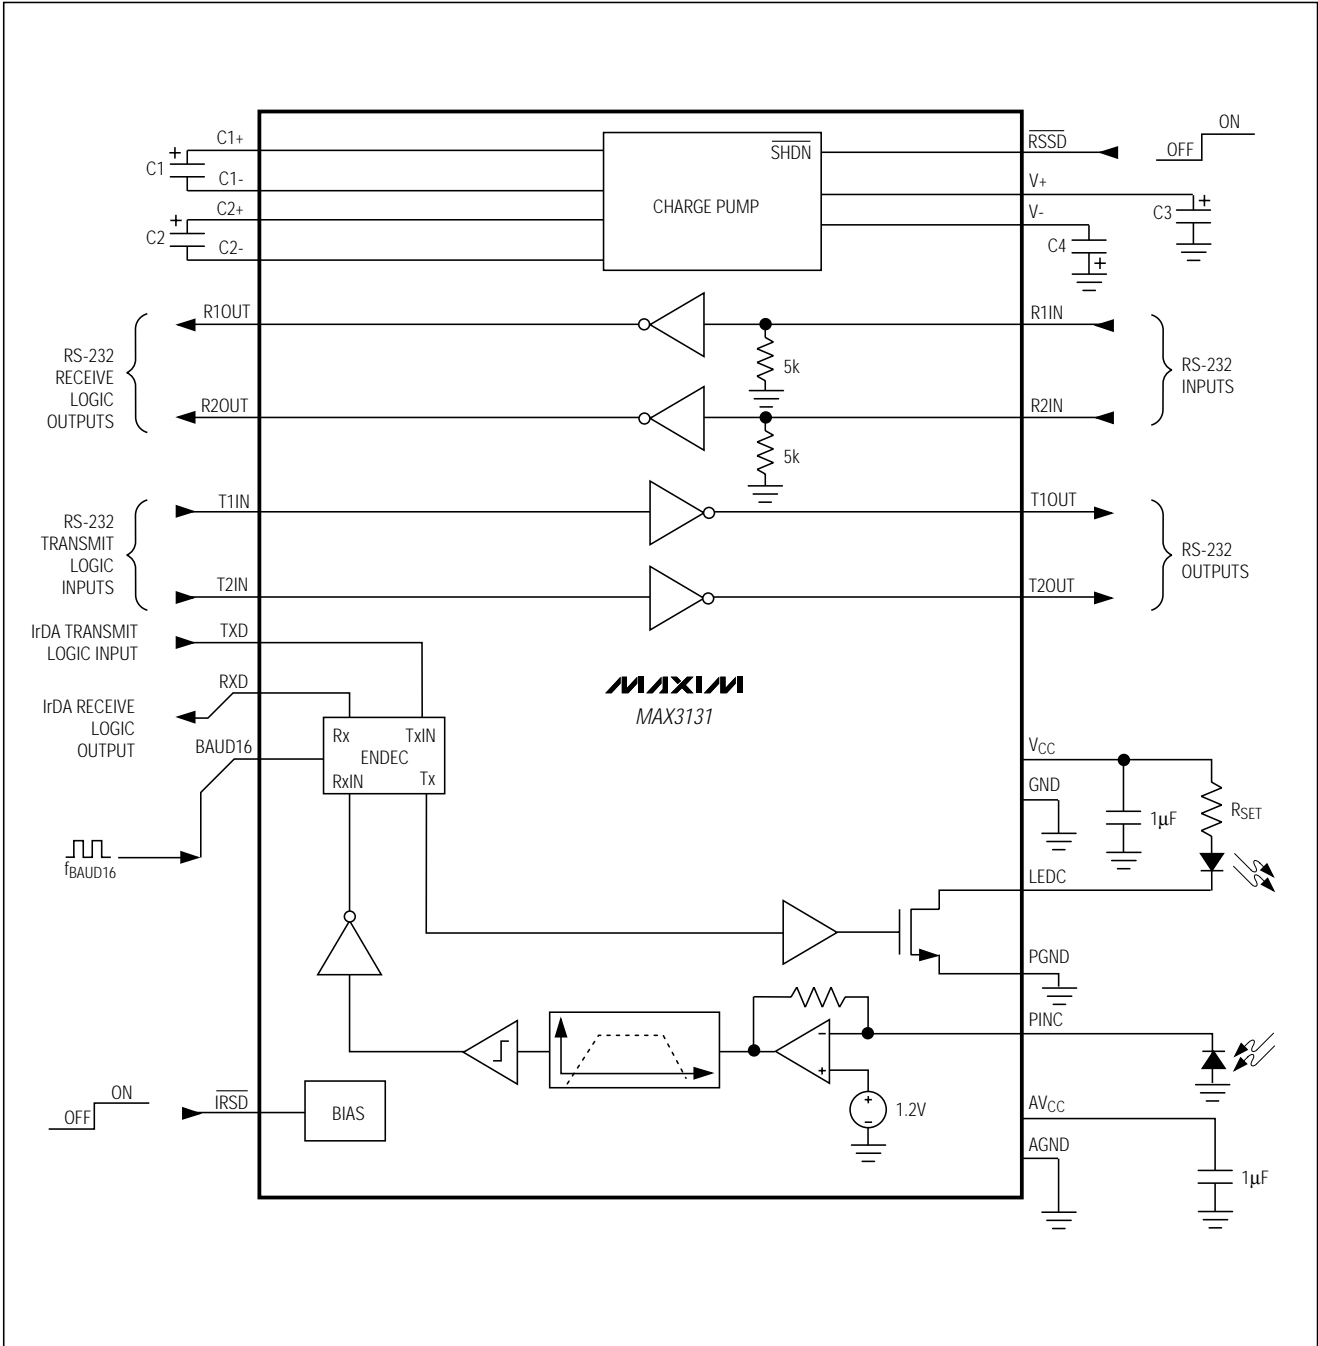 C1+
C1
C1-
C2+
C2
C2-
+
+
CHARGE PUMP
SHDN
RSSD
OFF
ON
V+
V-
C3
+
C4
+
R1OUT
R1IN
5k
RS-232
RECEIVE
LOGIC
OUTPUTS
RS-232
INPUTS
R2OUT
R2IN
5k
T1IN
T1OUT
RS-232
TRANSMIT
LOGIC
INPUTS
RS-232
OUTPUTS
T2IN
T2OUT
IrDA TRANSMIT
LOGIC INPUT
TXD
RXD
IrDA RECEIVE
LOGIC
OUTPUT
BAUD16
fBAUD16
MAXIM
MAX3131
Rx
TxIN
ENDEC
RxIN
Tx
VCC
GND
1µF
RSET
LEDC
PGND
PINC
-
+
+
-
1.2V
AVCC
AGND
1µF
OFF
ON
IRSD
BIAS